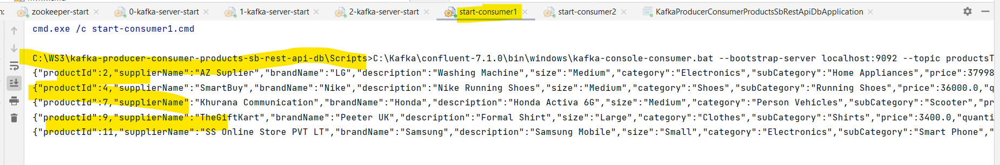 n: zookeeper-start 0-kafka-server-start 1-kafka-server-start 2-kafka-server-start start-consumer1 start-consumer2 KafkaProducerConsumerProductsSbRestApiDbApplication
cmd.exe /c start-consumer1.cmd
C:\WS3\kafka-producer-consumer-products-sb-rest-api-db\Scripts>C:\Kafka\confluent-7.1.0\bin\windows\kafka-console-consumer.bat --bootstrap-server localhost:9092 --topic productsT
{"productId":2,"supplierName":"AZ Suplier","brandName":"LG","description":"Washing Machine","size":"Medium","category":"Electronics","subCategory":"Home Appliances","price":37998
{"productId":4,"supplierName":"SmartBuy","brandName":"Nike","description":"Nike Running Shoes","size":"Medium","category":"Shoes","subCategory":"Running Shoes","price":36000.0,"q
{"productId":7,"supplierName":"Khurana Communication","brandName":"Honda","description":"Honda Activa 6G","size":"Medium","category":"Person Vehicles","subCategory":"Scooter","pr
{"productId":9,"supplierName":"TheGiftKart","brandName":"Peeter UK","description":"Formal Shirt","size":"Large","category":"Clothes","subCategory":"Shirts","price":3400.0,"quanti
{"productId":11,"supplierName":"SS Online Store PVT LT","brandName":"Samsung","description":"Samsung Mobile","size":"Small","category":"Electronics","subCategory":"Smart Phone","